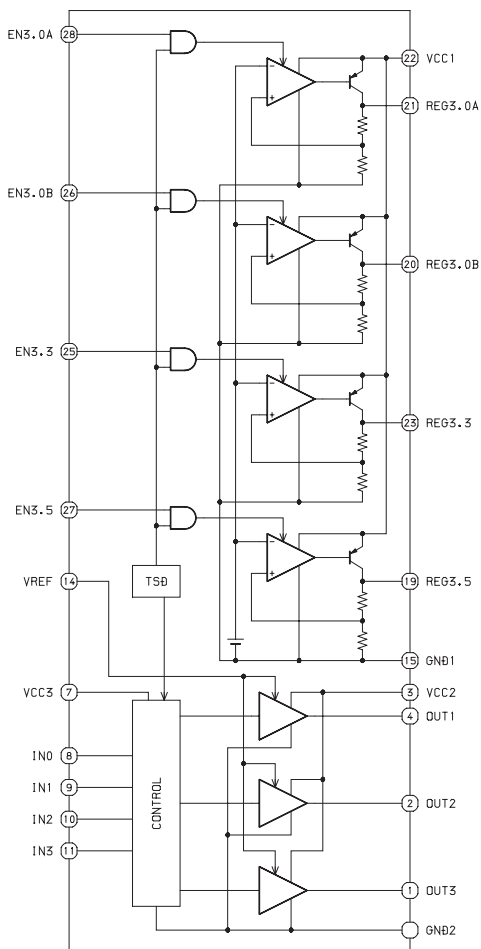 EN3.0A 28
22 VCC1
21 REG3.0A
EN3.0B 26
20 REG3.0B
EN3.3 25
23 REG3.3
EN3.5 27
VREF 14
TSD
19 REG3.5
15 GND1
VCC3 7
3 VCC2
4 OUT1
IN0 8
IN1 9
IN2 10
IN3 11
CONTROL
2 OUT2
1 OUT3
GND2